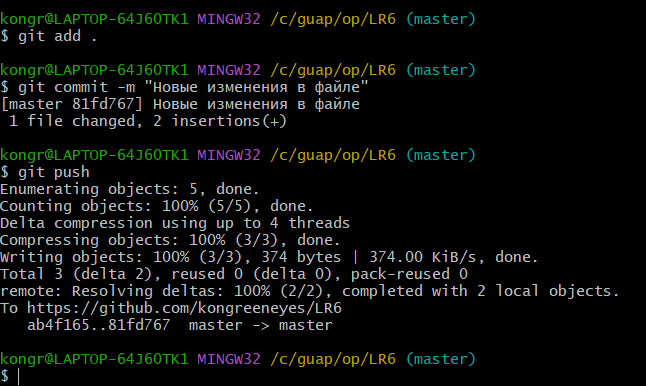 kongr@LAPTOP-64J6OTK1 MINGW32 /c/guap/op/LR6 (master)
$ git add .
kongr@LAPTOP-64J6OTK1 MINGW32 /c/guap/op/LR6 (master)
$ git commit -m "Новые изменения в файле"
[master 81fd767] Новые изменения в файле
 1 file changed, 2 insertions(+)
kongr@LAPTOP-64J6OTK1 MINGW32 /c/guap/op/LR6 (master)
$ git push
Enumerating objects: 5, done.
Counting objects: 100% (5/5), done.
Delta compression using up to 4 threads
Compressing objects: 100% (3/3), done.
Writing objects: 100% (3/3), 374 bytes | 374.00 KiB/s, done.
Total 3 (delta 2), reused 0 (delta 0), pack-reused 0
remote: Resolving deltas: 100% (2/2), completed with 2 local objects.
To https://github.com/kongreeneyes/LR6
   ab4f165..81fd767  master -> master
kongr@LAPTOP-64J6OTK1 MINGW32 /c/guap/op/LR6 (master)
$